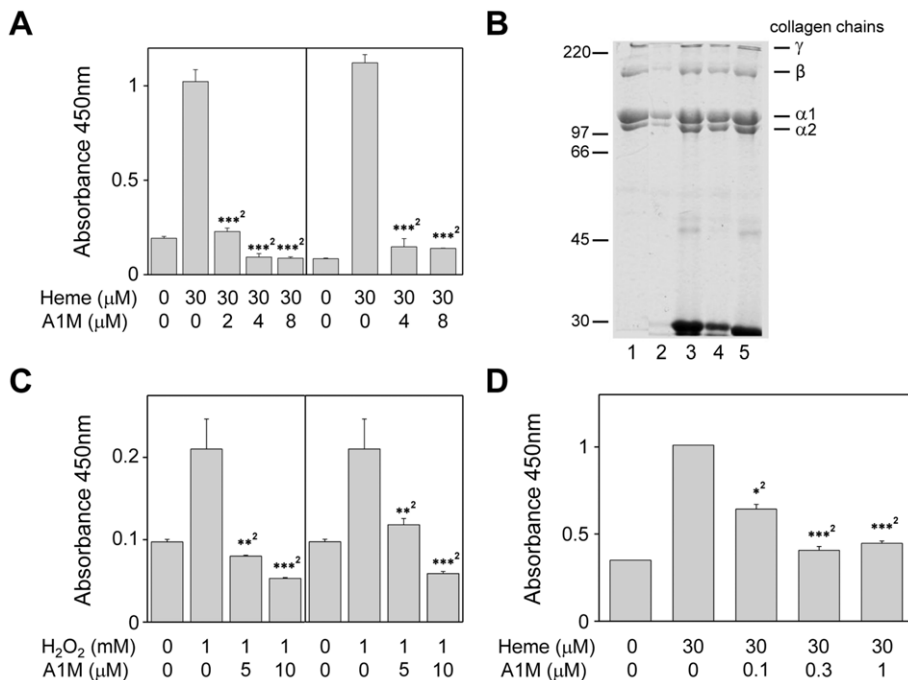 A
Absorbance 450nm
1
0.5
0
***2
***2
***2
***2
***2
Heme (μM) 0 30 30 30 30 0 30 30 30
A1M (μM) 0 0 2 4 8 0 0 4 8
B
collagen chains
220
97
66
45
30
γ
β
α1
α2
1 2 3 4 5
C
Absorbance 450nm
0.2
0.1
0
**2
***2
**2
***2
H2O2 (mM) 0 1 1 1 0 1 1 1
A1M (μM) 0 0 5 10 0 0 5 10
D
Absorbance 450nm
1
0.5
0
*2
***2
***2
Heme (μM) 0 30 30 30 30
A1M (μM) 0 0 0.1 0.3 1